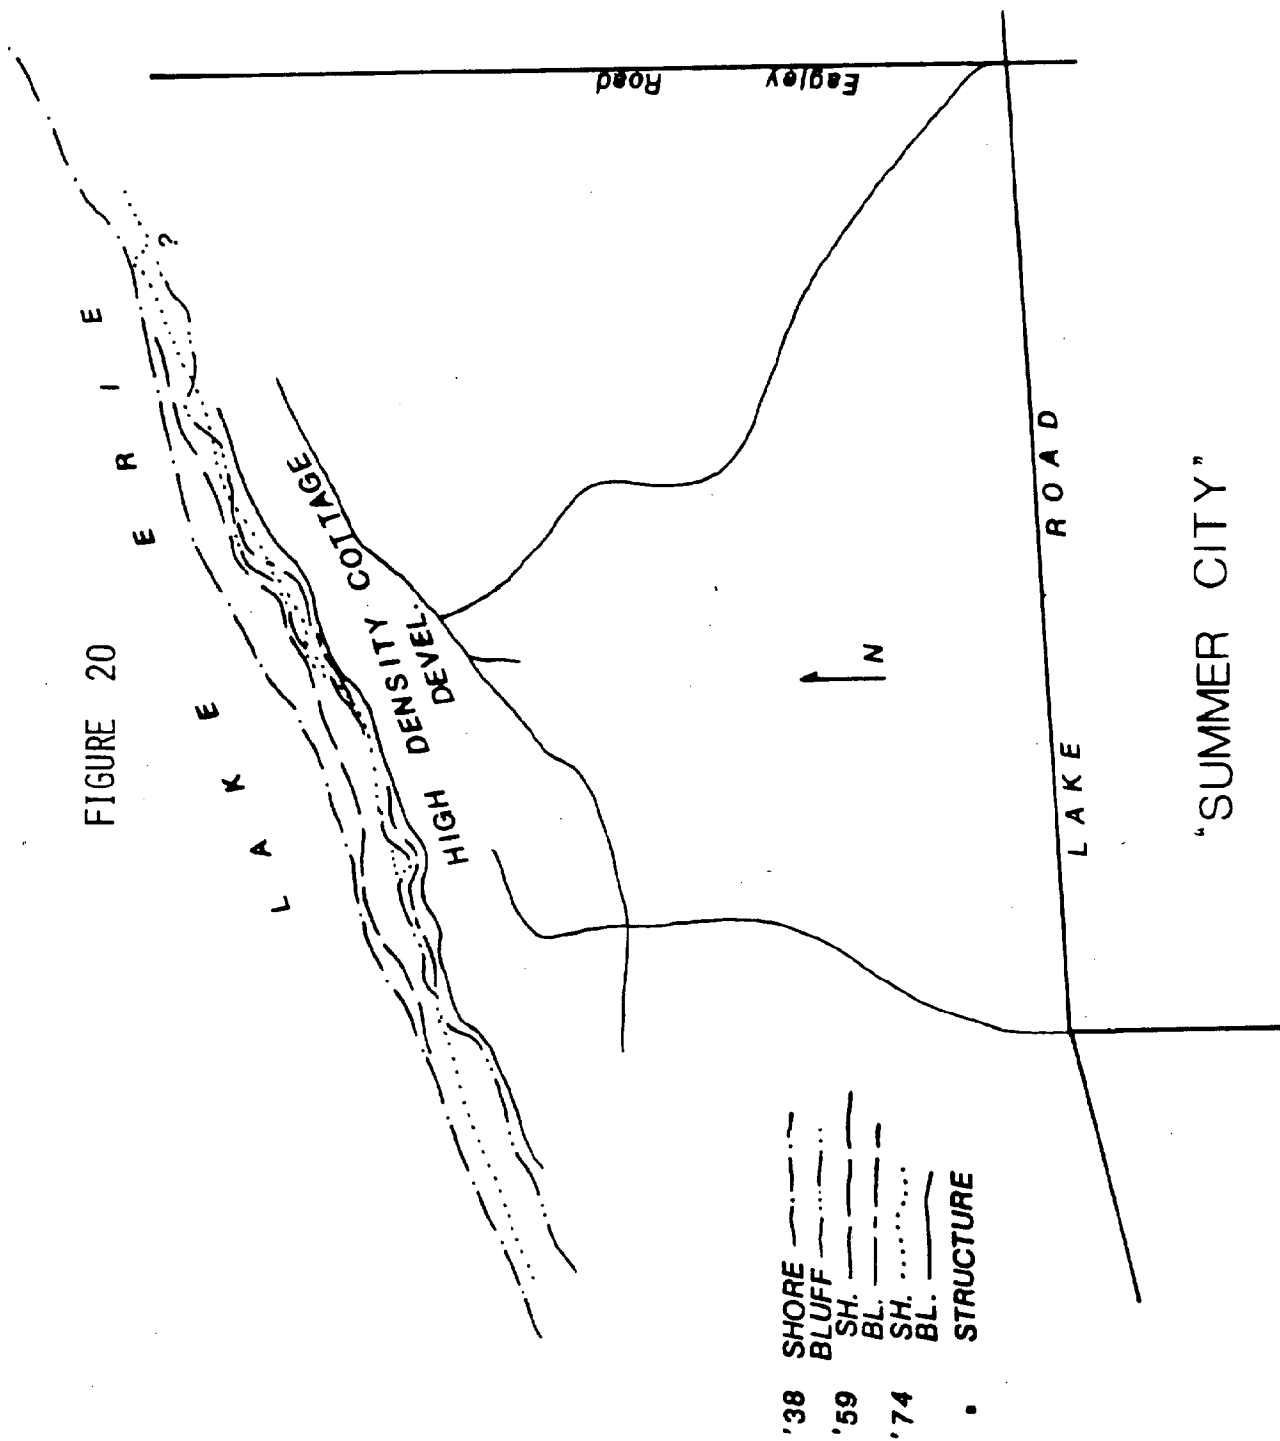 FIGURE 20
LAKE ERIE
?
HIGH DENSITY COTTAGE
DEVEL.
Eagley Road
N
LAKE ROAD
'38 SHORE
BLUFF
'59 SH.
BL.
'74 SH.
BL.
STRUCTURE
"SUMMER CITY"